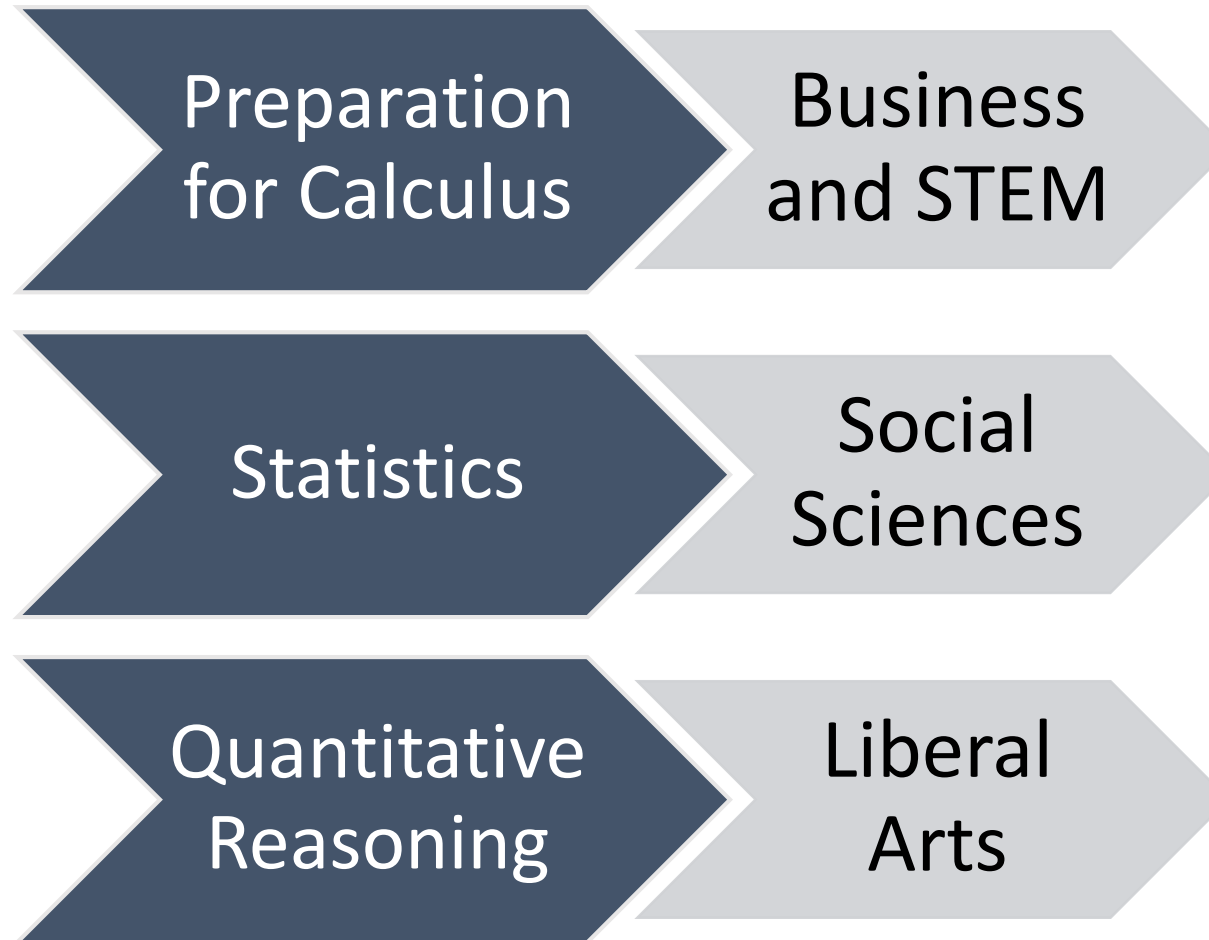 Preparation
for Calculus
Business
and STEM
Statistics
Social
Sciences
Quantitative
Reasoning
Liberal
Arts